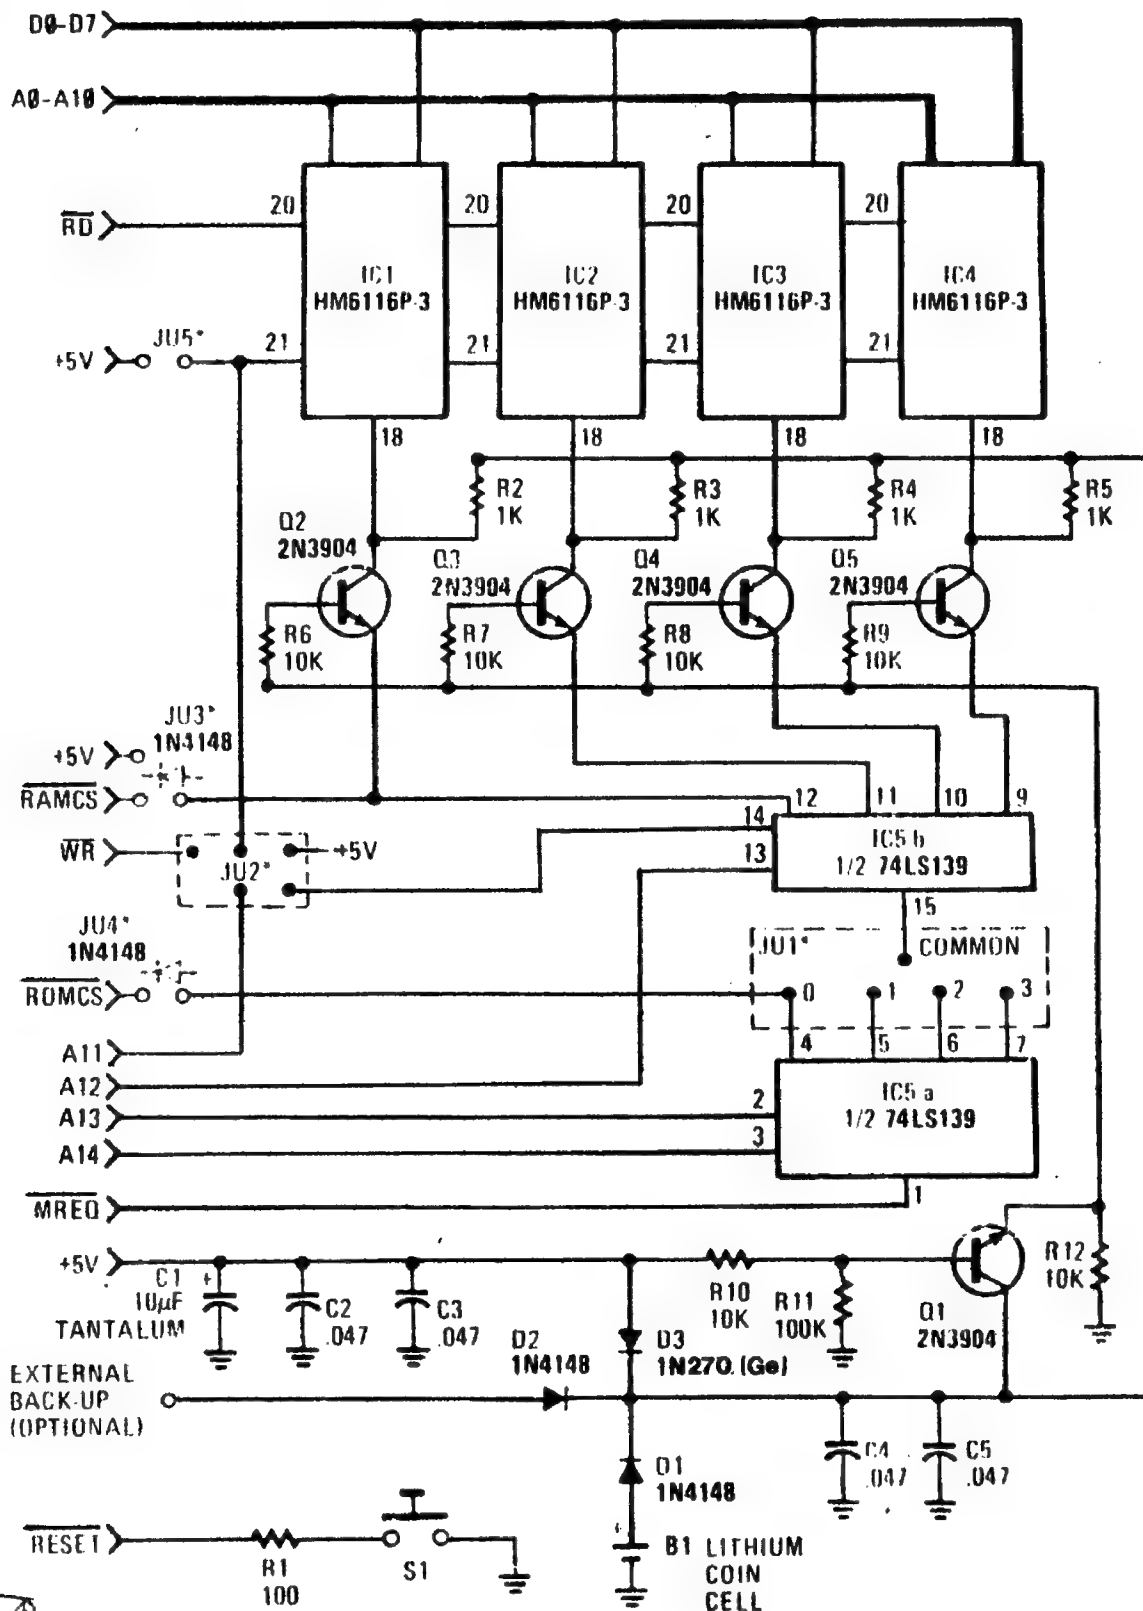 D0-D7
A0-A10
20 20 20 20
RD
IC1 IC2 IC3 IC4
HM6116P-3 HM6116P-3 HM6116P-3 HM6116P-3
JU5*
+5V
21 21 21 21
18 18 18 18
R2 1K
R3 1K
R4 1K
R5 1K
Q2
2N3904
Q3
2N3904
Q4
2N3904
Q5
2N3904
R6
10K
R7
10K
R8
10K
R9
10K
JU3*
1N4148
+5V
RAMCS
12 11 10 9
14
13
IC5 b
1/2 74LS139
WR
JU2*
+5V
15
JU4*
1N4148
JU1* COMMON
ROMCS
0 1 2 3
4 5 6 7
A11
A12
A13
A14
2
3
IC5 a
1/2 74LS139
1
MREQ
+5V
C1 +
10µF
TANTALUM
C2
.047
C3
.047
R10
10K
R11
100K
Q1
2N3904
R12
10K
D2
1N4148
D3
1N270.(Ge)
EXTERNAL
BACK-UP
(OPTIONAL)
D1
1N4148
C4
.047
C5
.047
RESET
R1
100
S1
+
B1 LITHIUM
COIN
CELL